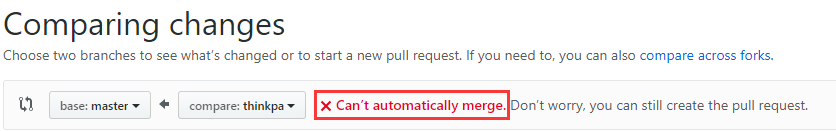 Comparing changes
Choose two branches to see what's changed or to start a new pull request. If you need to, you can also compare across forks.
base: master compare: thinkpa Can't automatically merge. Don't worry, you can still create the pull request.